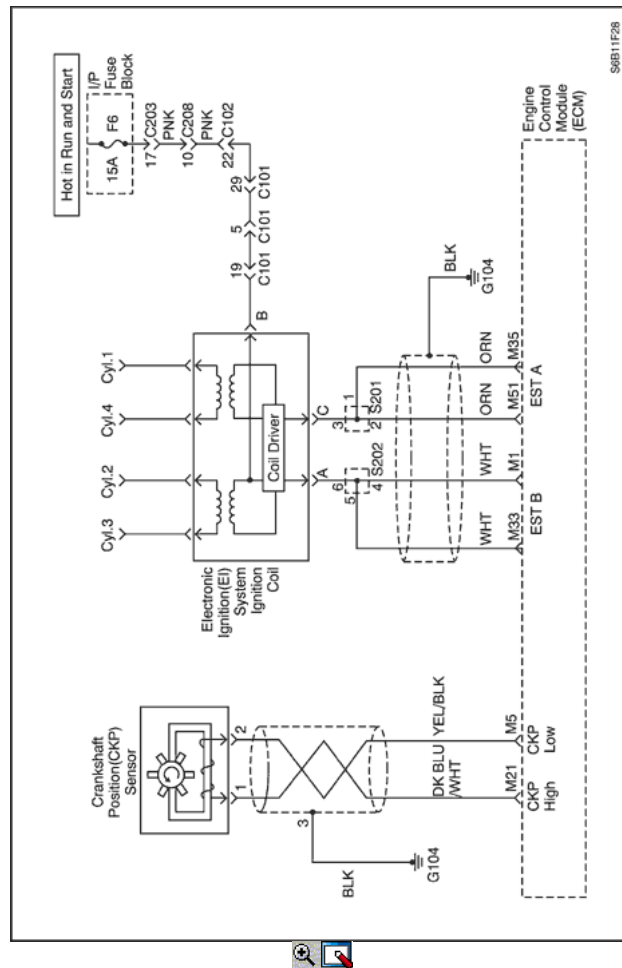 S6B11F28
Hot in Run and Start
I/P
Fuse
Block
F6
15A
17
C203
PNK
10
C208
PNK
22
C102
29
C101
5
C101
19
C101
B
Cyl.3
Cyl.2
Cyl.4
Cyl.1
Coil Driver
Electronic
Ignition(EI)
System
Ignition
Coil
A
C
6
5
4
S202
3
1
2
S201
BLK
G104
WHT
WHT
ORN
ORN
M33
M1
M51
M35
EST B
EST A
Engine
Control
Module
(ECM)
Crankshaft
Position(CKP)
Sensor
1
2
3
BLK
G104
DK BLU
/WHT
YEL/BLK
M21
M5
CKP
High
CKP
Low